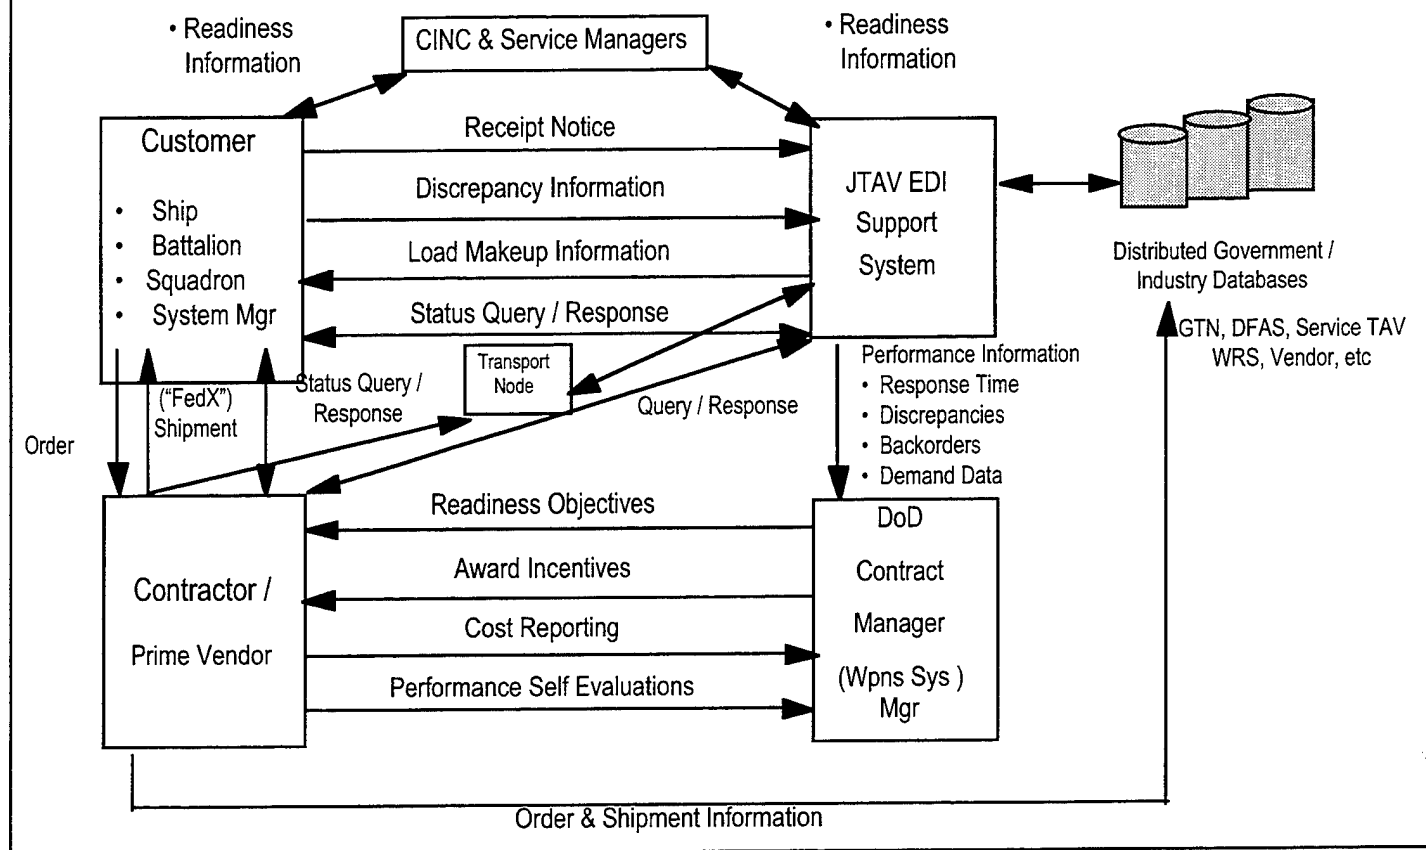 • Readiness
Information
CINC & Service Managers
• Readiness
Information
Customer
• Ship
• Battalion
• Squadron
• System Mgr
Receipt Notice
Discrepancy Information
Load Makeup Information
Status Query / Response
JTAV EDI
Support
System
Distributed Government /
Industry Databases
GTN, DFAS, Service TAV
WRS, Vendor, etc
Transport
Node
Status Query /
Response
("FedX")
Shipment
Order
Query / Response
Performance Information
• Response Time
• Discrepancies
• Backorders
• Demand Data
Readiness Objectives
Award Incentives
Cost Reporting
Performance Self Evaluations
Contractor /
Prime Vendor
DoD
Contract
Manager
(Wpns Sys )
Mgr
Order & Shipment Information